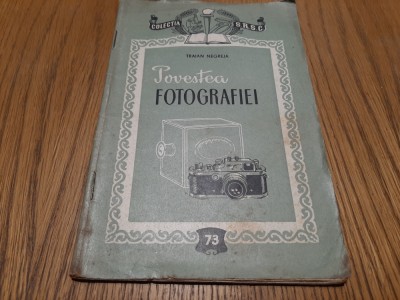 COLECȚIA S.R.S.C.
TRAIAN NEGREA
Povestea
FOTOGRAFIEI
73